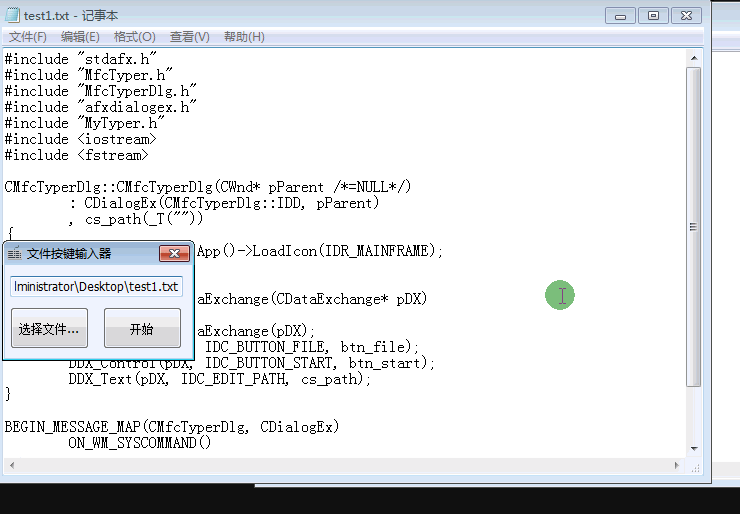 test1.txt - 记事本
文件(F) 编辑(E) 格式(O) 查看(V) 帮助(H)
#include "stdafx.h"
#include "MfcTyper.h"
#include "MfcTyperDlg.h"
#include "afxdialogex.h"
#include "MyTyper.h"
#include <iostream>
#include <fstream>
CMfcTyperDlg::CMfcTyperDlg(CWnd* pParent /*=NULL*/)
: CDialogEx(CMfcTyperDlg::IDD, pParent)
, cs_path(_T(""))
{
App()->LoadIcon(IDR_MAINFRAME);
文件按键输入器
lministrator\Desktop\test1.txt
选择文件... 开始
aExchange(CDataExchange* pDX)
aExchange(pDX);
IDC_BUTTON_FILE, btn_file);
DDX_Control(pDX, IDC_BUTTON_START, btn_start);
DDX_Text(pDX, IDC_EDIT_PATH, cs_path);
}
BEGIN_MESSAGE_MAP(CMfcTyperDlg, CDialogEx)
ON_WM_SYSCOMMAND()